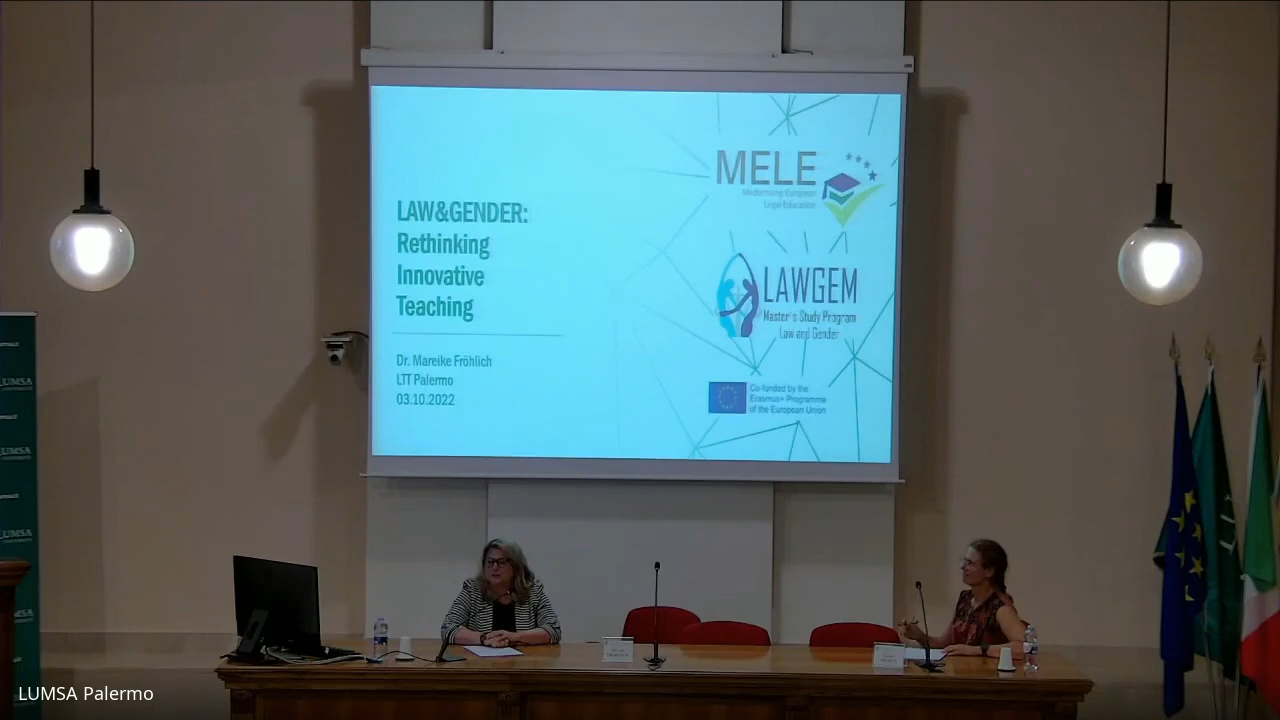 MELE
Modernising European
Legal Education
LAW&GENDER:
Rethinking
Innovative
Teaching
LAWGEM
Master's Study Program
Law and Gender
Dr. Mareike Fröhlich
LTT Palermo
03.10.2022
Co-funded by the
Erasmus+ Programme
of the European Union
LUMSA
LUMSA
LUMSA
LUMSA Palermo